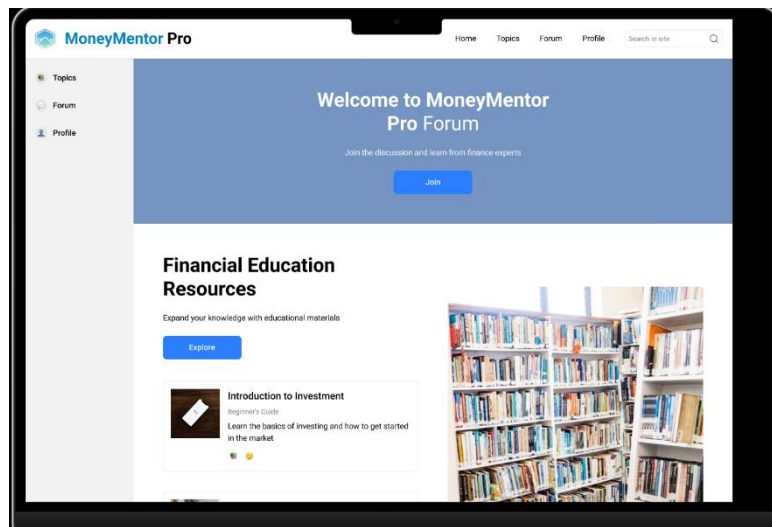 MoneyMentor Pro
Home Topics Forum Profile Search in site
Topics
Forum
Profile
Welcome to MoneyMentor
Pro Forum
Join the discussion and learn from finance experts
Join
Financial Education
Resources
Expand your knowledge with educational materials
Explore
Introduction to Investment
Beginner's Guide
Learn the basics of investing and how to get started
in the market